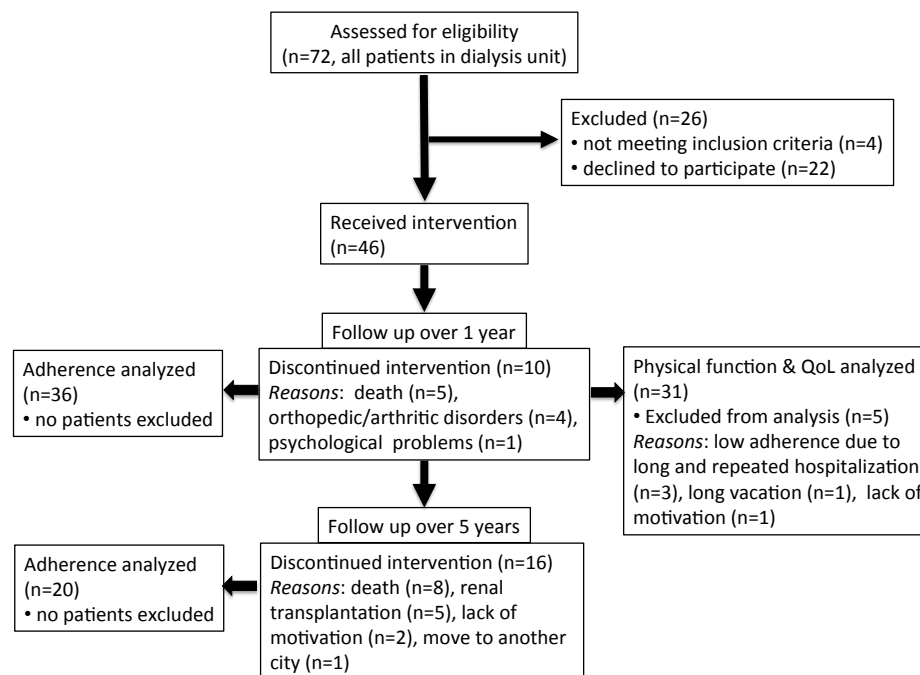 Assessed for eligibility
(n=72, all patients in dialysis unit)
Excluded (n=26)
• not meeting inclusion criteria (n=4)
• declined to participate (n=22)
Received intervention
(n=46)
Follow up over 1 year
Adherence analyzed
(n=36)
• no patients excluded
Discontinued intervention (n=10)
Reasons: death (n=5),
orthopedic/arthritic disorders (n=4),
psychological problems (n=1)
Physical function & QoL analyzed
(n=31)
• Excluded from analysis (n=5)
Reasons: low adherence due to
long and repeated hospitalization
(n=3), long vacation (n=1), lack of
motivation (n=1)
Follow up over 5 years
Adherence analyzed
(n=20)
• no patients excluded
Discontinued intervention (n=16)
Reasons: death (n=8), renal
transplantation (n=5), lack of
motivation (n=2), move to another
city (n=1)